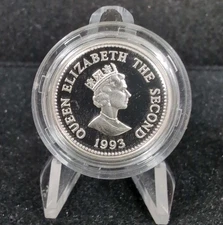 QUEEN ELIZABETH THE SECOND
1993